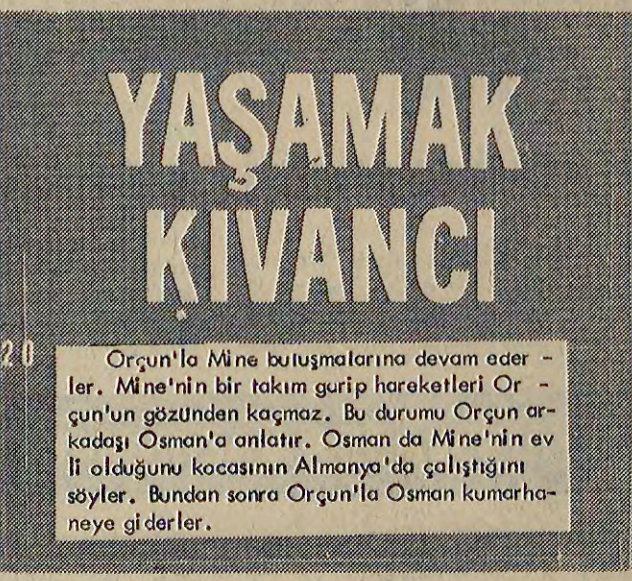 YAŞAMAK
KIVANCI
20
Orçun'la Mine buluşmalarına devam eder -
ler. Mine'nin bir takım gurip hareketleri Or -
çun'un gözünden kaçmaz. Bu durumu Orçun ar-
kadaşı Osman'a anlatır. Osman da Mine'nin ev
li olduğunu kocasının Almanya'da çalıştığını
söyler. Bundan sonra Orçun'la Osman kumarha-
neye giderler.